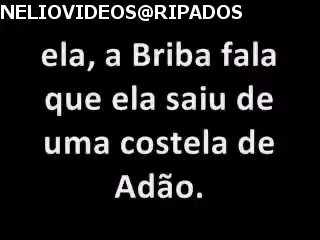 NELIOVIDEOS@RIPADOS
ela, a Briba fala
que ela saiu de
uma costela de
Adão.